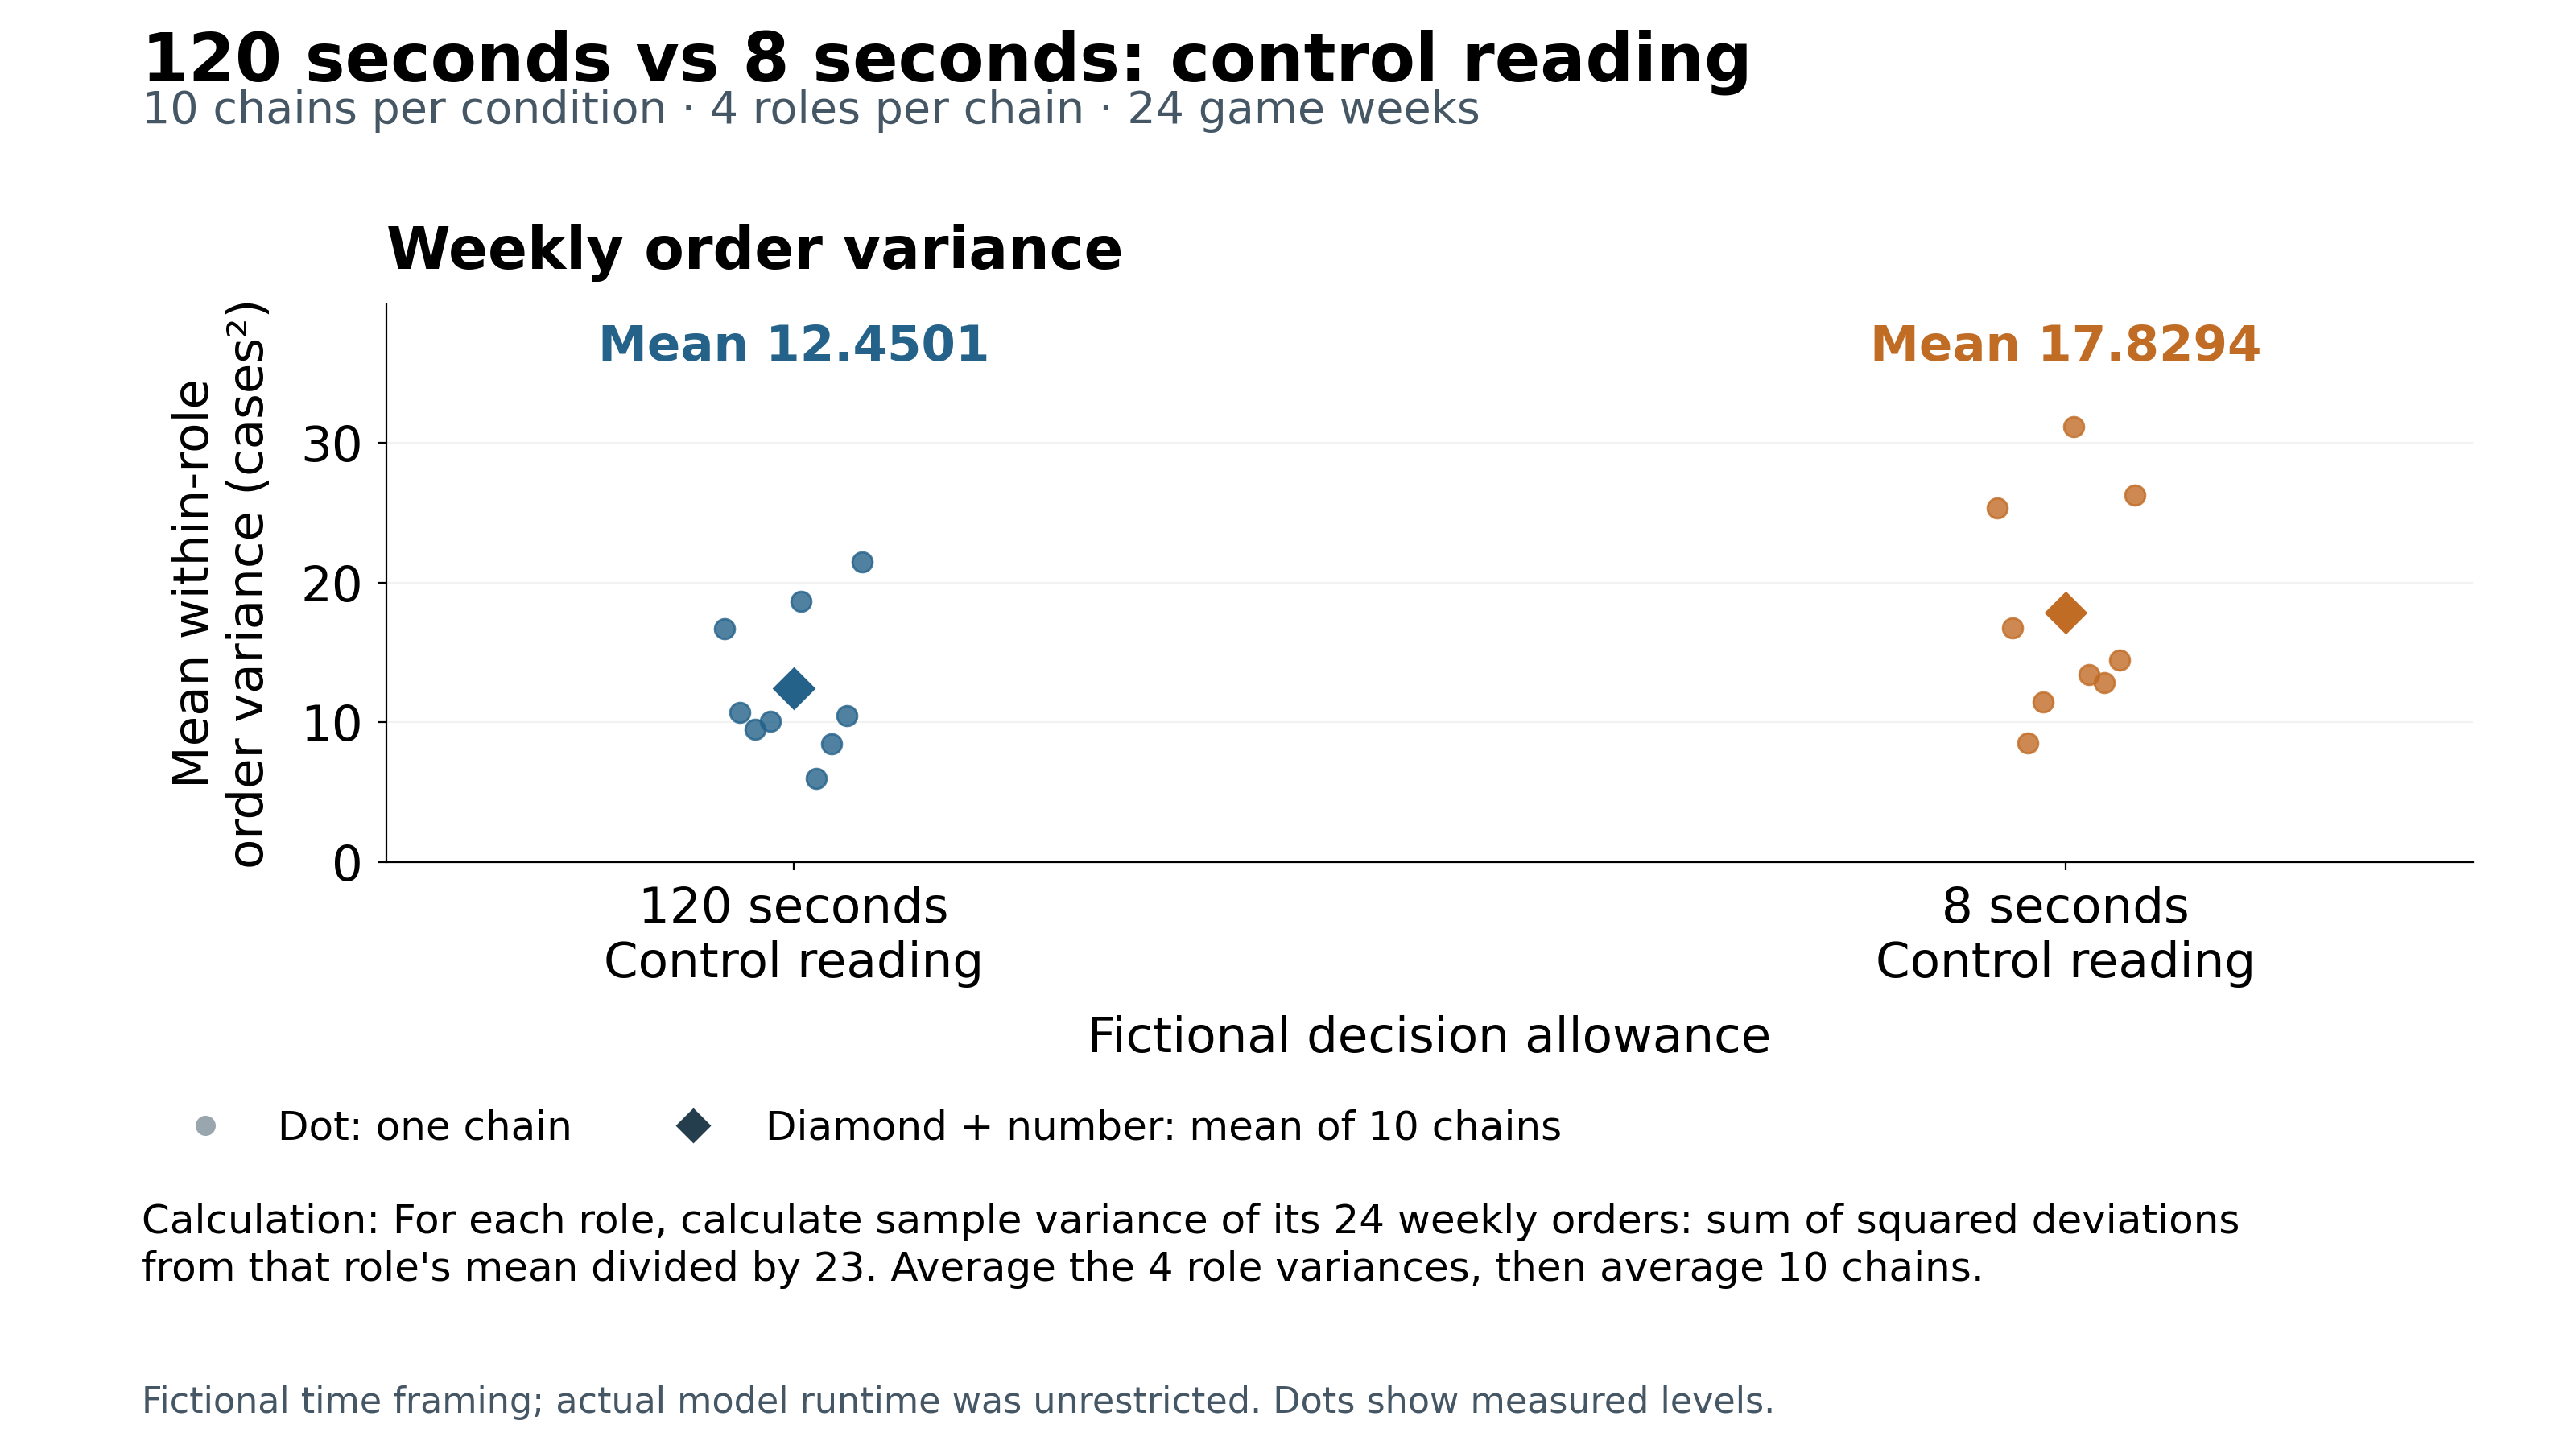 120 seconds vs 8 seconds: control reading
10 chains per condition · 4 roles per chain · 24 game weeks
Weekly order variance
Mean within-role
order variance (cases²)
Mean 12.4501
Mean 17.8294
30
20
10
0
120 seconds
Control reading
8 seconds
Control reading
Fictional decision allowance
Dot: one chain
Diamond + number: mean of 10 chains
Calculation: For each role, calculate sample variance of its 24 weekly orders: sum of squared deviations
from that role's mean divided by 23. Average the 4 role variances, then average 10 chains.
Fictional time framing; actual model runtime was unrestricted. Dots show measured levels.